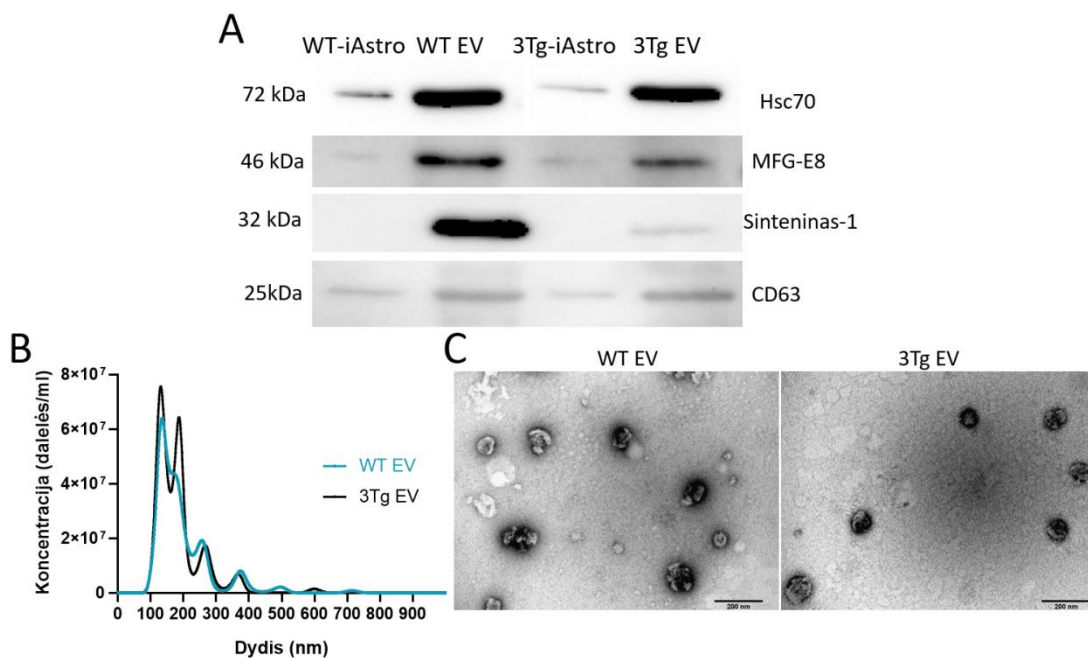 A
WT-iAstro WT EV 3Tg-iAstro 3Tg EV
72 kDa Hsc70
46 kDa MFG-E8
32 kDa Sinteninas-1
25kDa CD63
B
Koncentracija (dalelės/ml)
8×10⁷
6×10⁷
4×10⁷
2×10⁷
0
0 100 200 300 400 500 600 700 800 900
Dydis (nm)
WT EV
3Tg EV
C
WT EV 3Tg EV
200 nm 200 nm